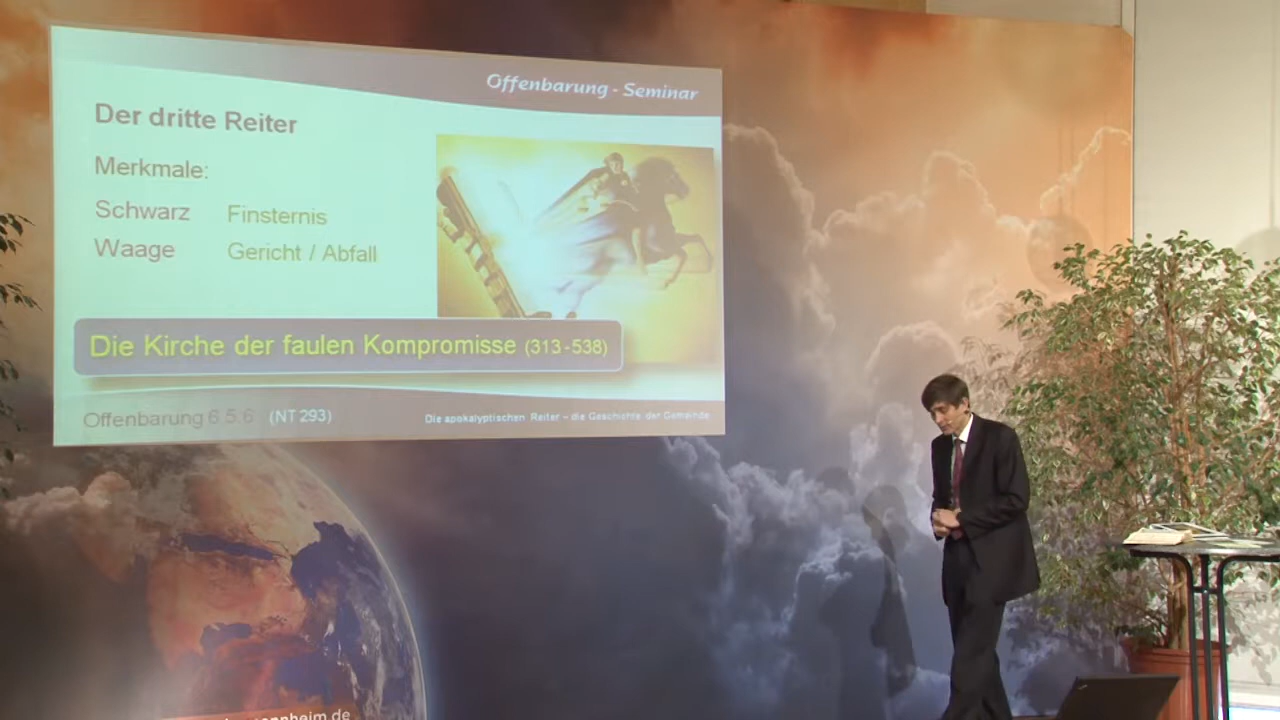 Offenbarung - Seminar
Der dritte Reiter
Merkmale:
Schwarz Finsternis
Waage Gericht / Abfall
Die Kirche der faulen Kompromisse (313-538)
Offenbarung 6 5.6 (NT 293)
Die apokalyptischen Reiter – die Geschichte der Gemeinde